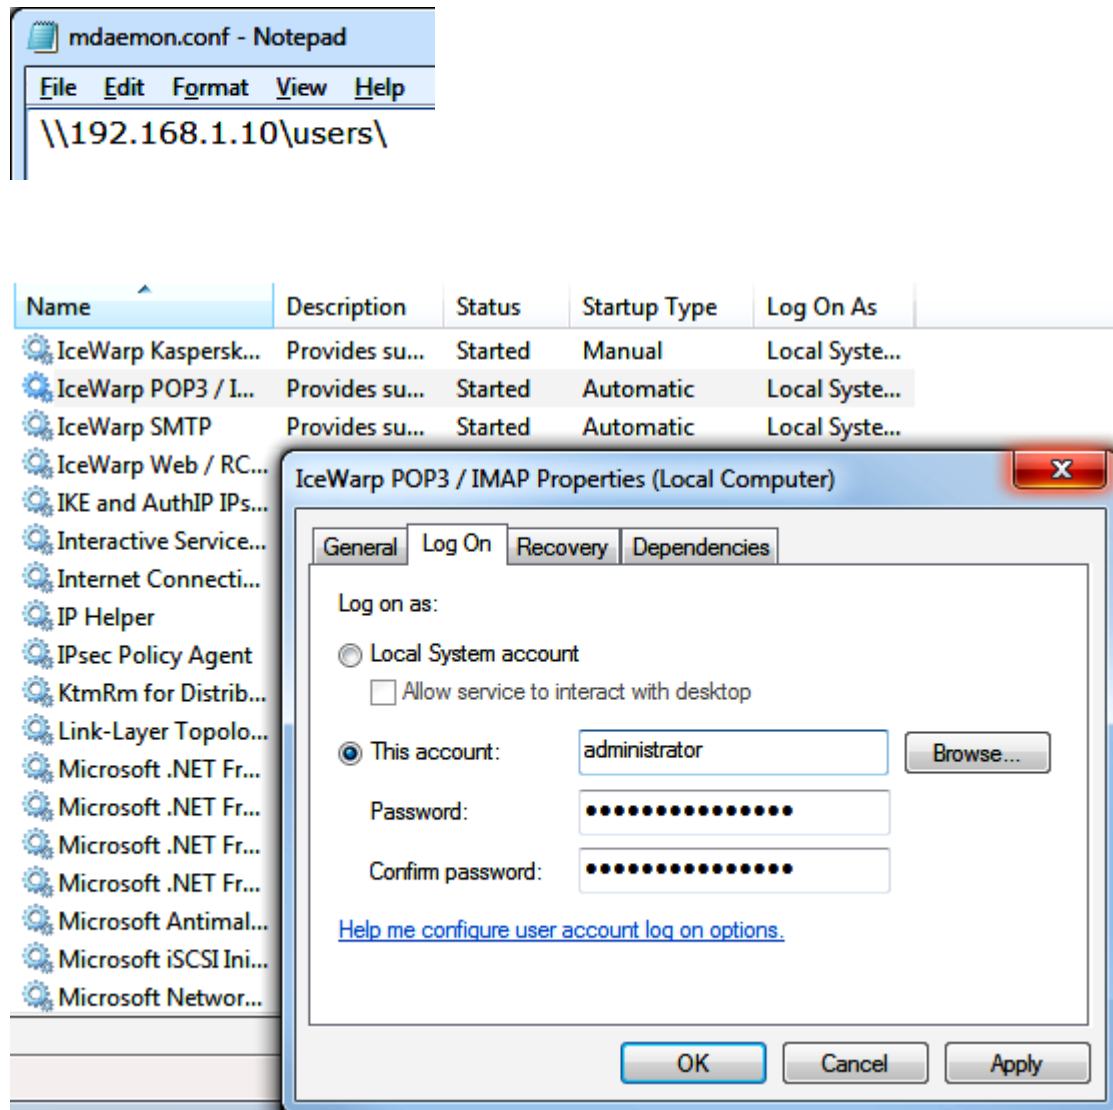 mdaemon.conf - Notepad
File Edit Format View Help
\\192.168.1.10\users\
Name Description Status Startup Type Log On As
IceWarp Kaspersk... Provides su... Started Manual Local Syste...
IceWarp POP3 / I... Provides su... Started Automatic Local Syste...
IceWarp SMTP Provides su... Started Automatic Local Syste...
IceWarp Web / RC...
IKE and AuthIP IPs...
Interactive Service...
Internet Connecti...
IP Helper
IPsec Policy Agent
KtmRm for Distrib...
Link-Layer Topolo...
Microsoft .NET Fr...
Microsoft .NET Fr...
Microsoft .NET Fr...
Microsoft .NET Fr...
Microsoft Antimal...
Microsoft iSCSI Ini...
Microsoft Networ...
IceWarp POP3 / IMAP Properties (Local Computer)
General Log On Recovery Dependencies
Log on as:
Local System account
Allow service to interact with desktop
This account: administrator Browse...
Password: •••••••••••••••
Confirm password: •••••••••••••••
Help me configure user account log on options.
OK Cancel Apply